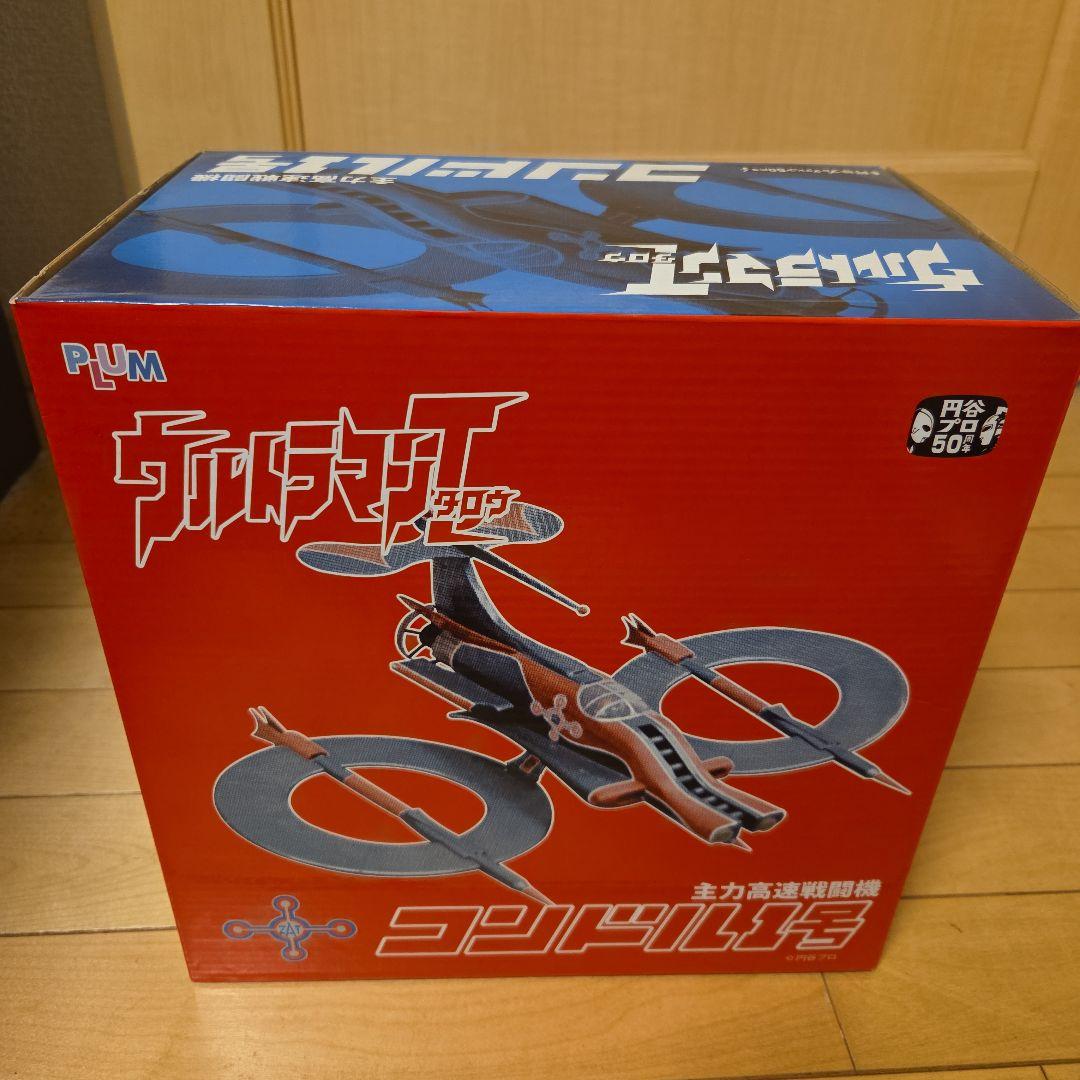 主力高速戦闘機
コンドル1号
ウルトラマンT
タロウ
PLUM
ウルトラマンT
タロウ
円谷
プロ
50周年
ZAT
主力高速戦闘機
コンドル1号
©円谷プロ